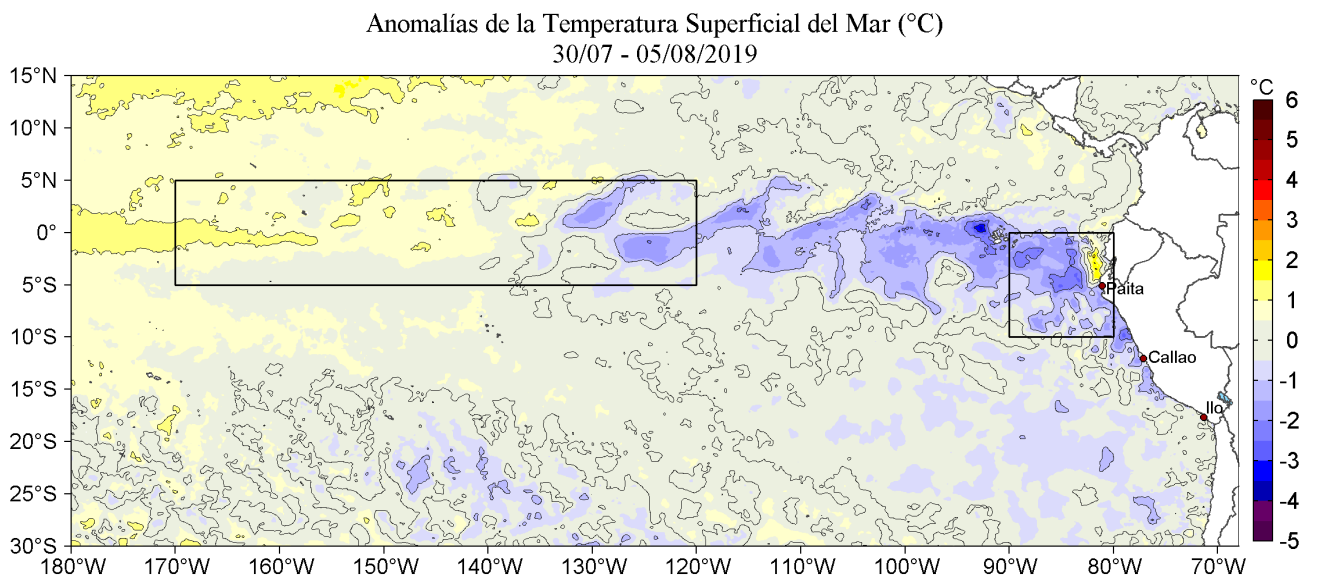 Anomalías de la Temperatura Superficial del Mar (°C)
30/07 - 05/08/2019
15°N
10°N
5°N
0°
5°S
10°S
15°S
20°S
25°S
30°S
180°W
170°W
160°W
150°W
140°W
130°W
120°W
110°W
100°W
90°W
80°W
70°W
Paita
Callao
Ilo
°C
6
5
4
3
2
1
0
-1
-2
-3
-4
-5